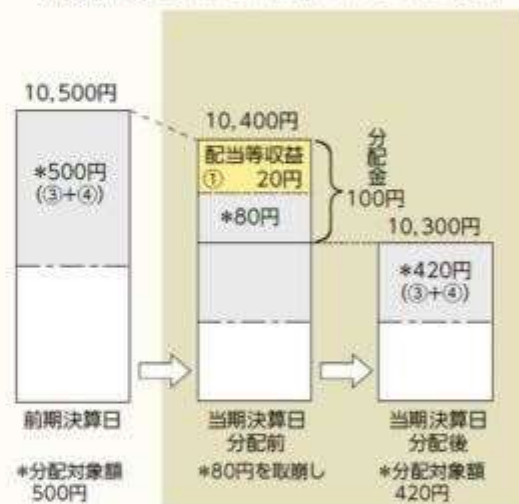 10,500円
*500円
(③+④)
前期決算日
*分配対象額
500円
10,400円
配当等収益
① 20円
*80円
分配金
100円
当期決算日
分配前
*80円を取崩し
10,300円
*420円
(③+④)
当期決算日
分配後
*分配対象額
420円